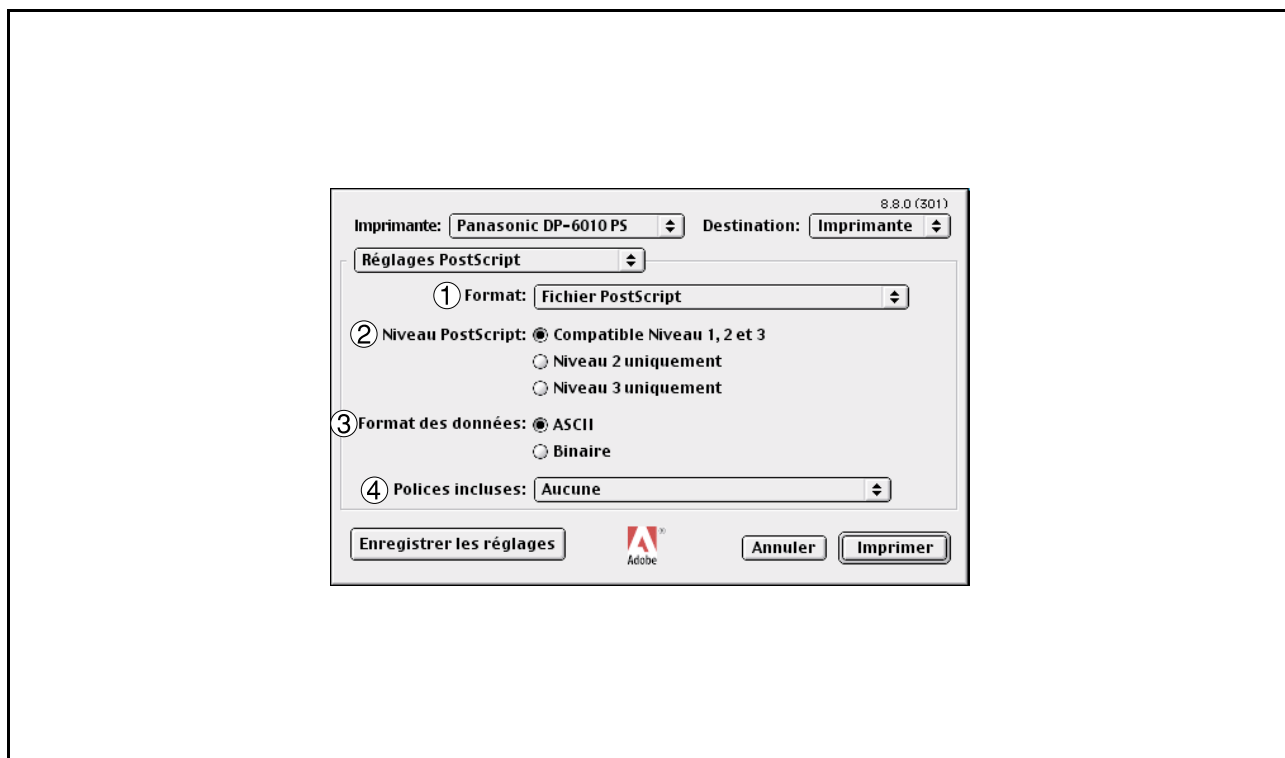 8.8.0 (301)
Imprimante: Panasonic DP-6010 PS Destination: Imprimante
Réglages PostScript
① Format: Fichier PostScript
② Niveau PostScript: Compatible Niveau 1, 2 et 3
Niveau 2 uniquement
Niveau 3 uniquement
③ Format des données: ASCII
Binaire
④ Polices incluses: Aucune
Enregistrer les réglages Adobe® Annuler Imprimer